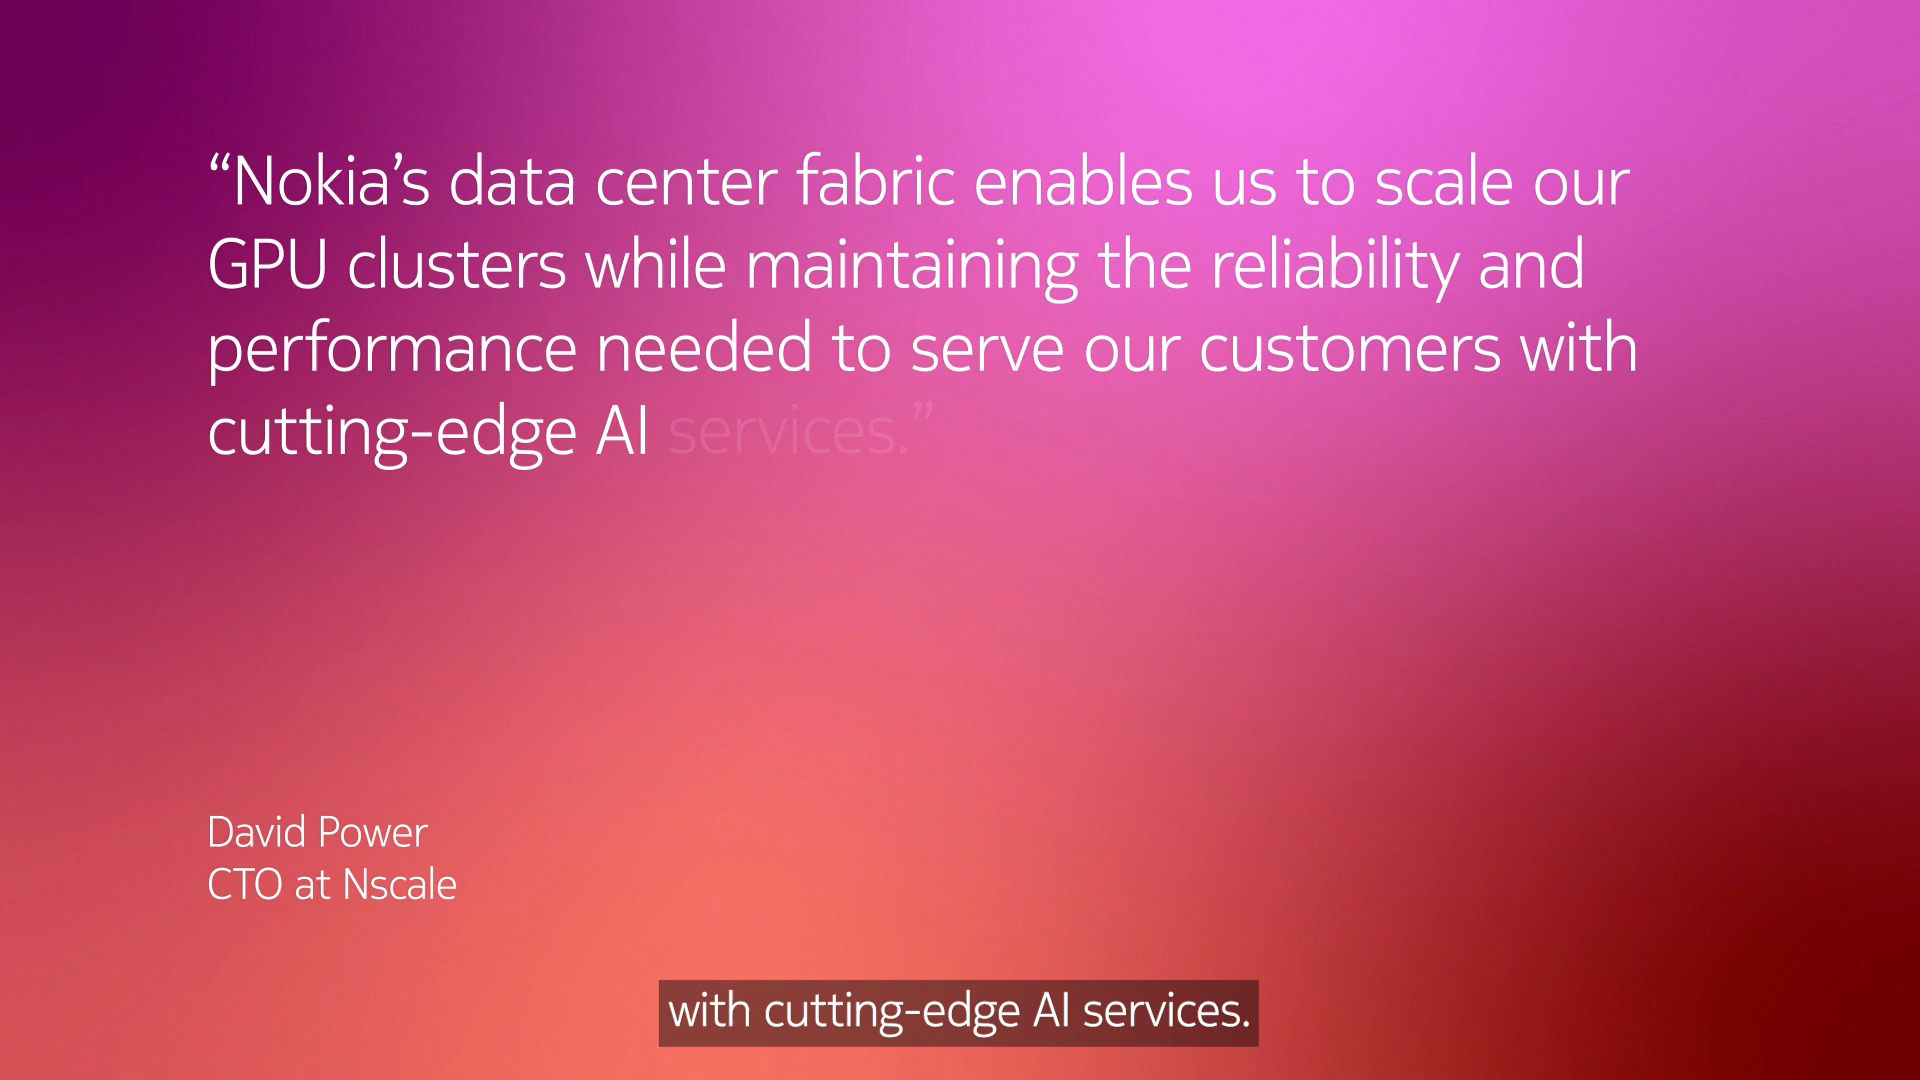 “Nokia’s data center fabric enables us to scale our
GPU clusters while maintaining the reliability and
performance needed to serve our customers with
cutting-edge AI services.”
David Power
CTO at Nscale
with cutting-edge AI services.